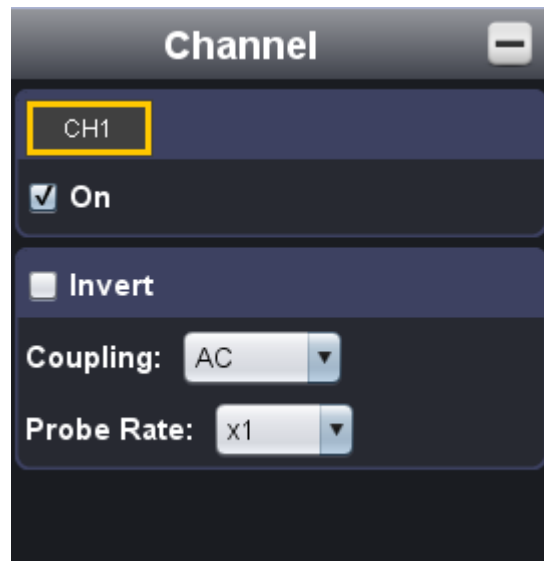 Channel
CH1
On
Invert
Coupling: AC
Probe Rate: x1